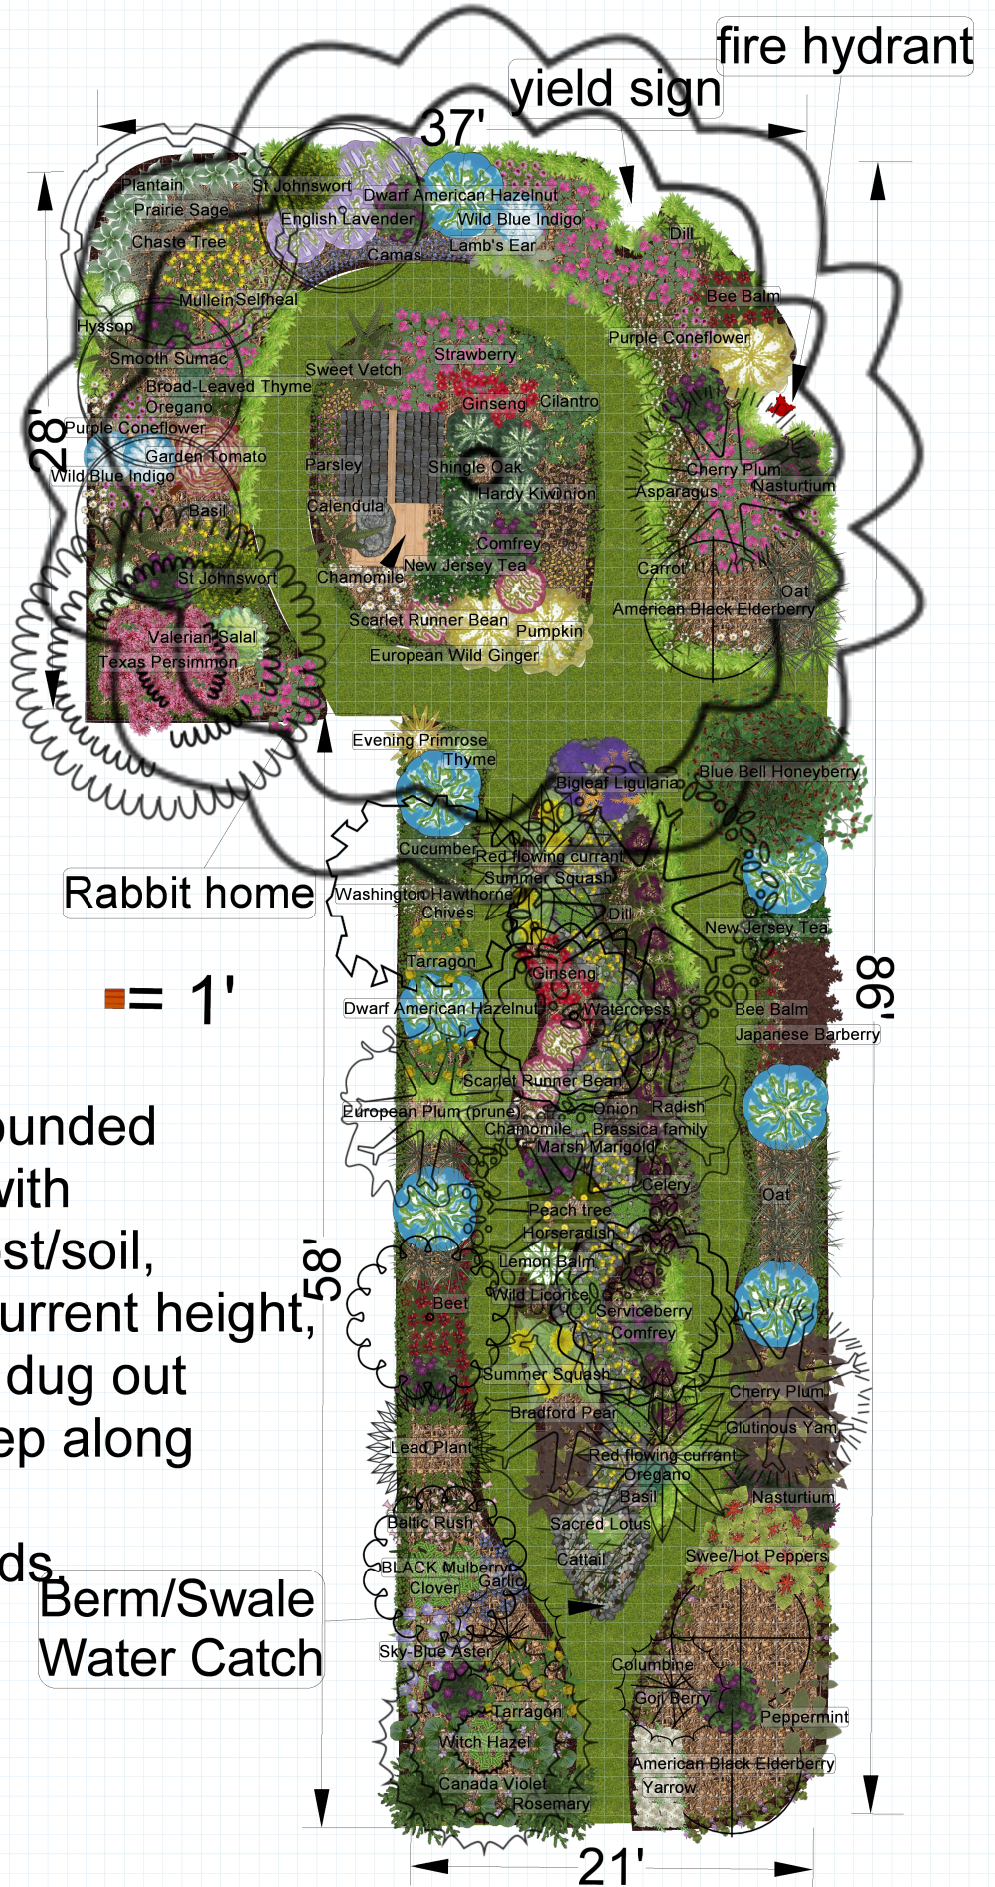 fire hydrant
yield sign
37'
Plantain
St Johnswort
Dwarf American Hazelnut
Prairie Sage
English Lavender
Wild Blue Indigo
Dill
Chaste Tree
Lamb's Ear
Camas
Mullein
Selfheal
Bee Balm
Hyssop
Purple Coneflower
Smooth Sumac
Strawberry
Sweet Vetch
Broad-Leaved Thyme
Oregano
Ginseng
Cilantro
28'
Purple Coneflower
Garden Tomato
Parsley
Shingle Oak
Cherry Plum
Wild Blue Indigo
Asparagus
Nasturtium
Hardy Kiwi
Onion
Basil
Calendula
Comfrey
New Jersey Tea
Carrot
St Johnswort
Chamomile
Oat
American Black Elderberry
Scarlet Runner Bean
Pumpkin
Valerian
Salal
European Wild Ginger
Texas Persimmon
Evening Primrose
Thyme
Blue Bell Honeyberry
Bigleaf Ligularia
Cucumber
Red flowing currant
Summer Squash
Rabbit home
Washington Hawthorne
Chives
Dill
New Jersey Tea
Tarragon
Ginseng
86'
= 1'
Dwarf American Hazelnut
Watercress
Bee Balm
Japanese Barberry
Scarlet Runner Bean
European Plum (prune)
Onion
Radish
ounded
Chamomile
Brassica family
Marsh Marigold
with
Celery
Oat
Peach tree
Horseradish
ost/soil,
58'
Lemon Balm
Wild Licorice
Beet
Serviceberry
urrent height,
Comfrey
dug out
Summer Squash
Cherry Plum
Bradford Pear
Glutinous Yam
ep along
Lead Plant
Red flowing currant
Oregano
Basil
Nasturtium
Baltic Rush
Sacred Lotus
Swee/Hot Peppers
ds.
BLACK Mulberry
Cattail
Clover
Garlic
Berm/Swale
Water Catch
Sky-Blue Aster
Columbine
Goji Berry
Tarragon
Peppermint
Witch Hazel
American Black Elderberry
Canada Violet
Yarrow
Rosemary
21'